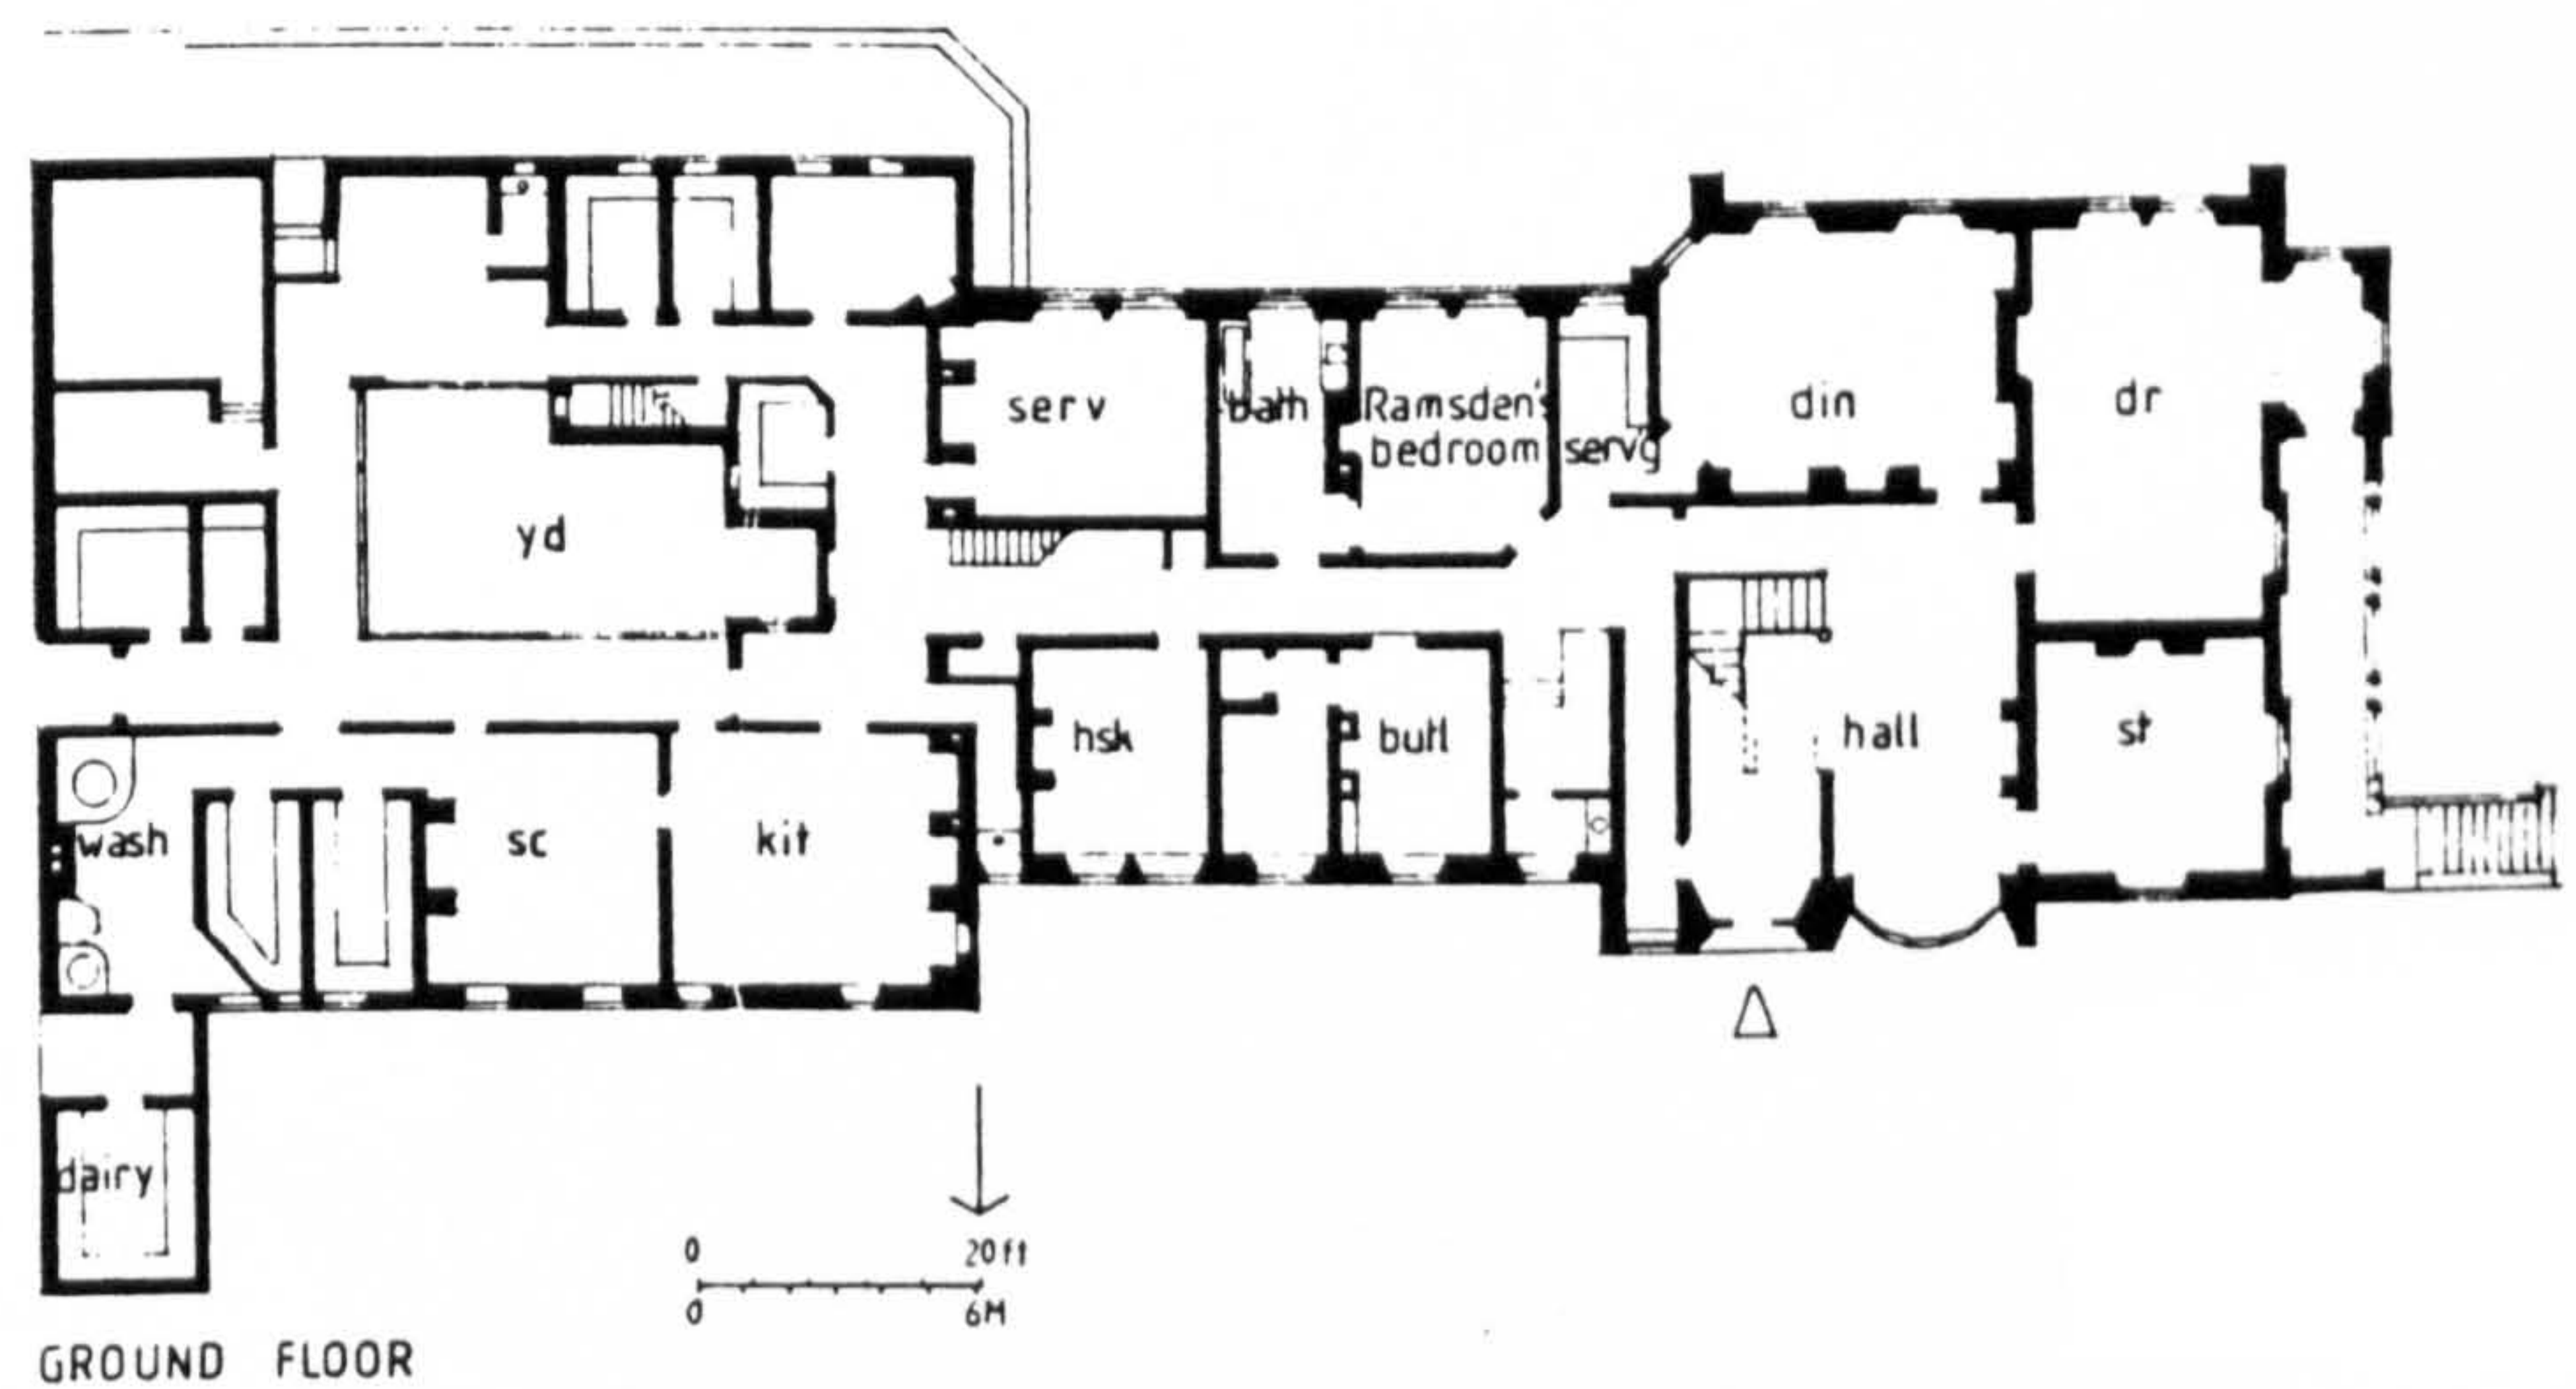 serv
bath
Ramsden's
bedroom
serv'g
din
dr
yd
hsk
butl
hall
st
wash
sc
kit
dairy
0 20ft
0 6M
GROUND FLOOR